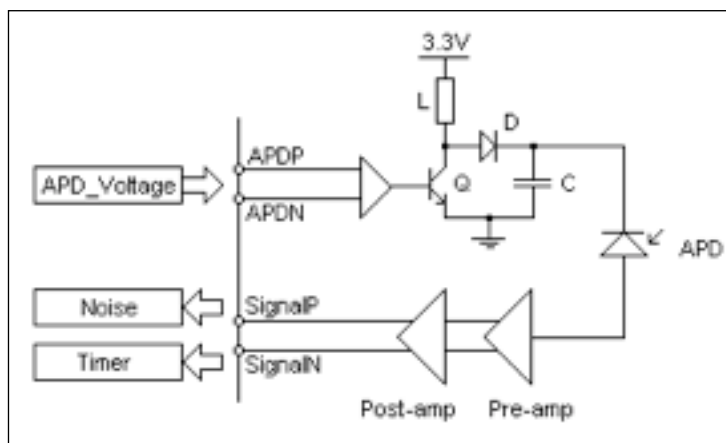 3.3V
L
D
APDP
APD_Voltage
Q
C
APDN
APD
Noise
SignalP
Timer
SignalN
Post-amp
Pre-amp